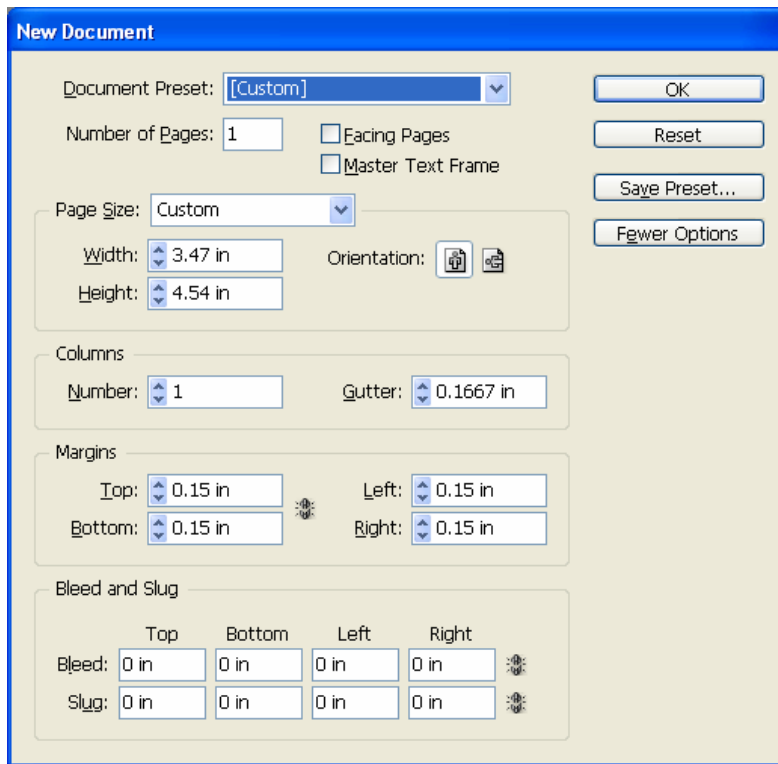 New Document
Document Preset: [Custom]
OK
Number of Pages: 1
Facing Pages
Reset
Master Text Frame
Save Preset...
Page Size: Custom
Fewer Options
Width: 3.47 in
Orientation:
Height: 4.54 in
Columns
Number: 1
Gutter: 0.1667 in
Margins
Top: 0.15 in
Left: 0.15 in
Bottom: 0.15 in
Right: 0.15 in
Bleed and Slug
Top Bottom Left Right
Bleed: 0 in 0 in 0 in 0 in
Slug: 0 in 0 in 0 in 0 in